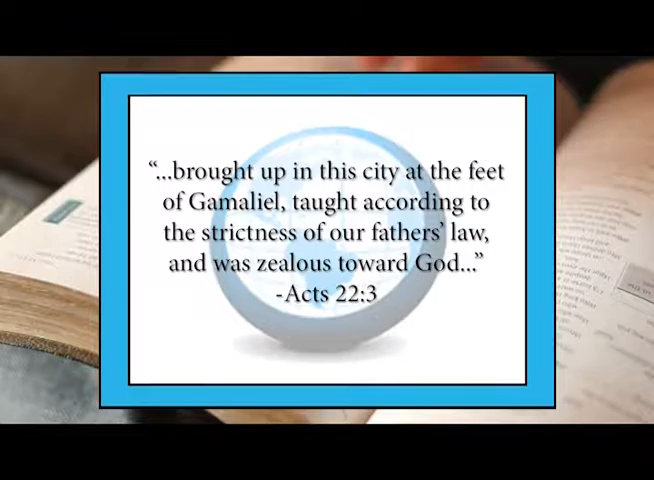 “...brought up in this city at the feet
of Gamaliel, taught according to
the strictness of our fathers’ law,
and was zealous toward God...”
-Acts 22:3